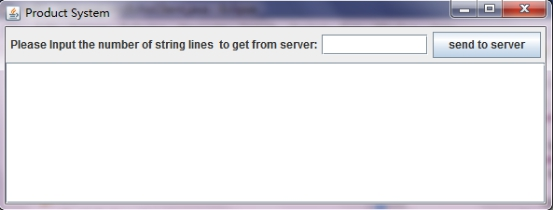 Product System
Please Input the number of string lines to get from server: send to server